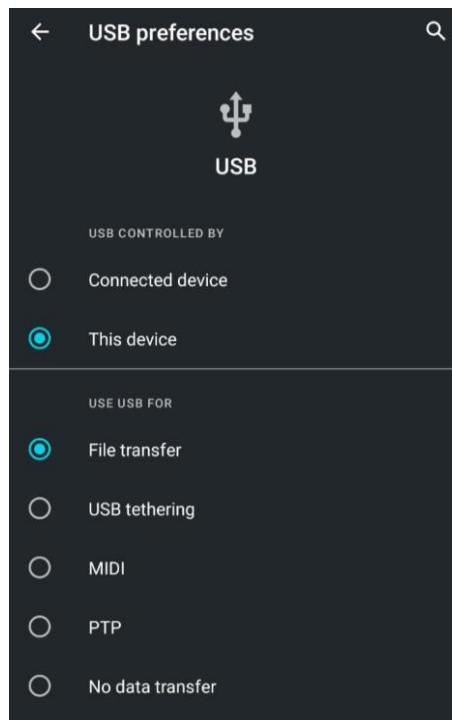 USB preferences
USB
USB CONTROLLED BY
Connected device
This device
USE USB FOR
File transfer
USB tethering
MIDI
PTP
No data transfer